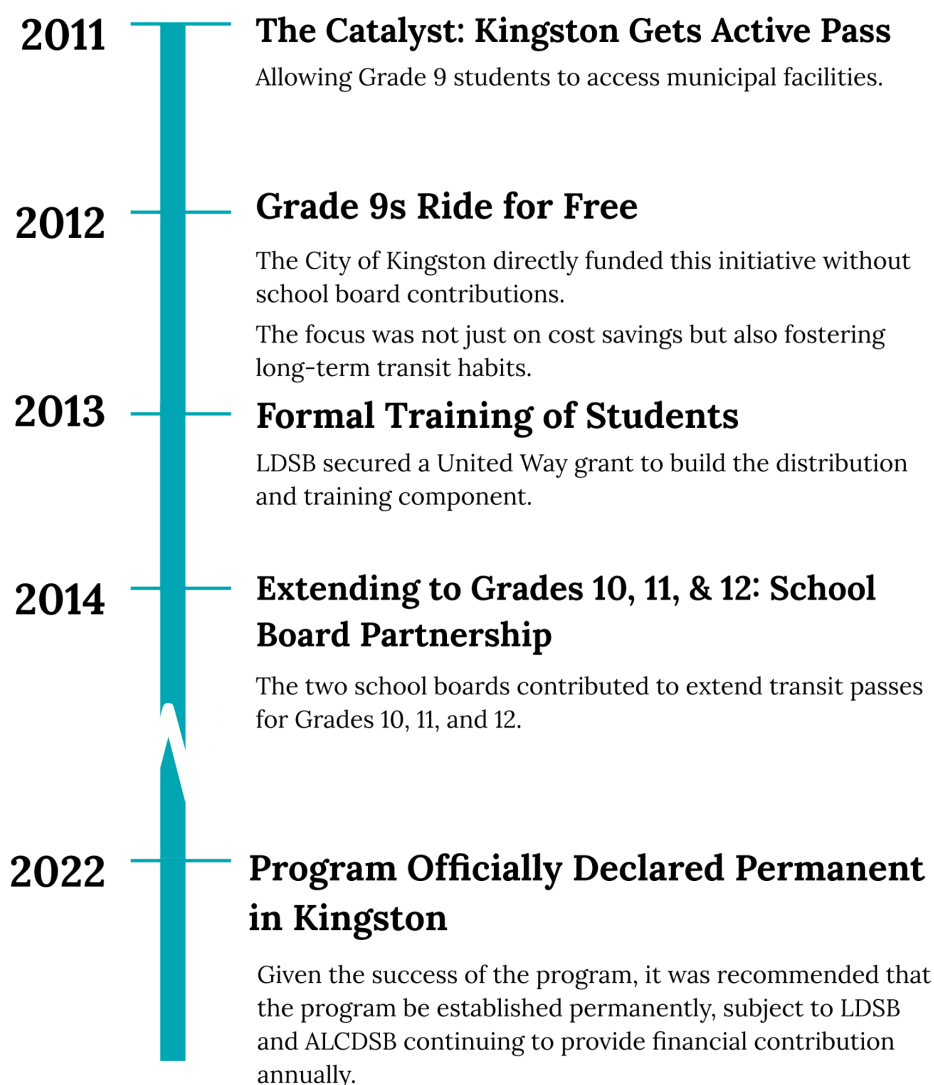 2011
The Catalyst: Kingston Gets Active Pass
Allowing Grade 9 students to access municipal facilities.
2012
Grade 9s Ride for Free
The City of Kingston directly funded this initiative without
school board contributions.
The focus was not just on cost savings but also fostering
long-term transit habits.
2013
Formal Training of Students
LDSB secured a United Way grant to build the distribution
and training component.
2014
Extending to Grades 10, 11, & 12: School
Board Partnership
The two school boards contributed to extend transit passes
for Grades 10, 11, and 12.
2022
Program Officially Declared Permanent
in Kingston
Given the success of the program, it was recommended that
the program be established permanently, subject to LDSB
and ALCDSB continuing to provide financial contribution
annually.